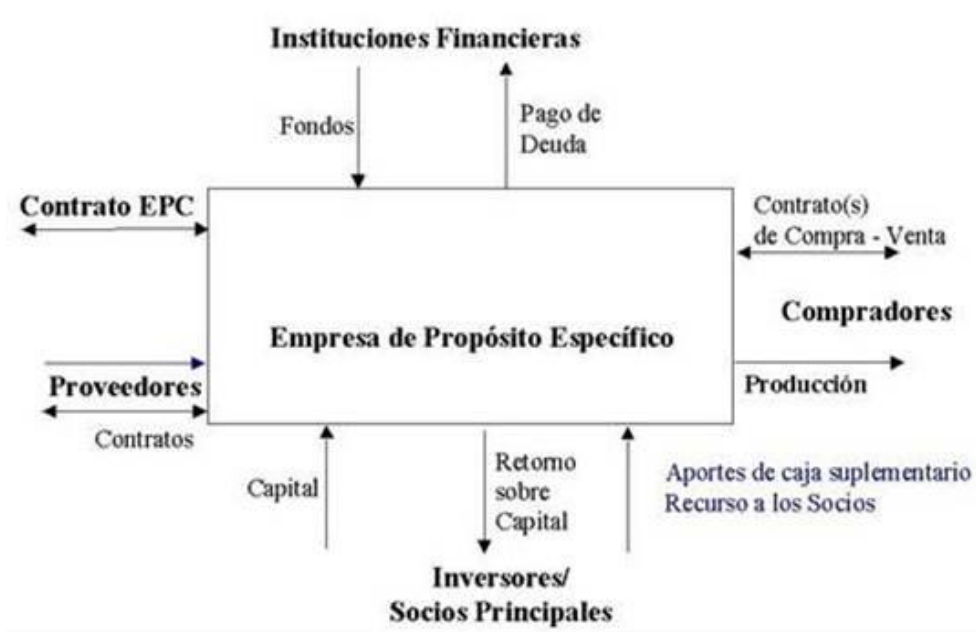 Instituciones Financieras
Fondos
Pago de
Deuda
Contrato EPC
Contrato(s)
de Compra - Venta
Empresa de Propósito Específico
Compradores
Proveedores
Contratos
Producción
Capital
Retorno
sobre
Capital
Aportes de caja suplementario
Recurso a los Socios
Inversores/
Socios Principales